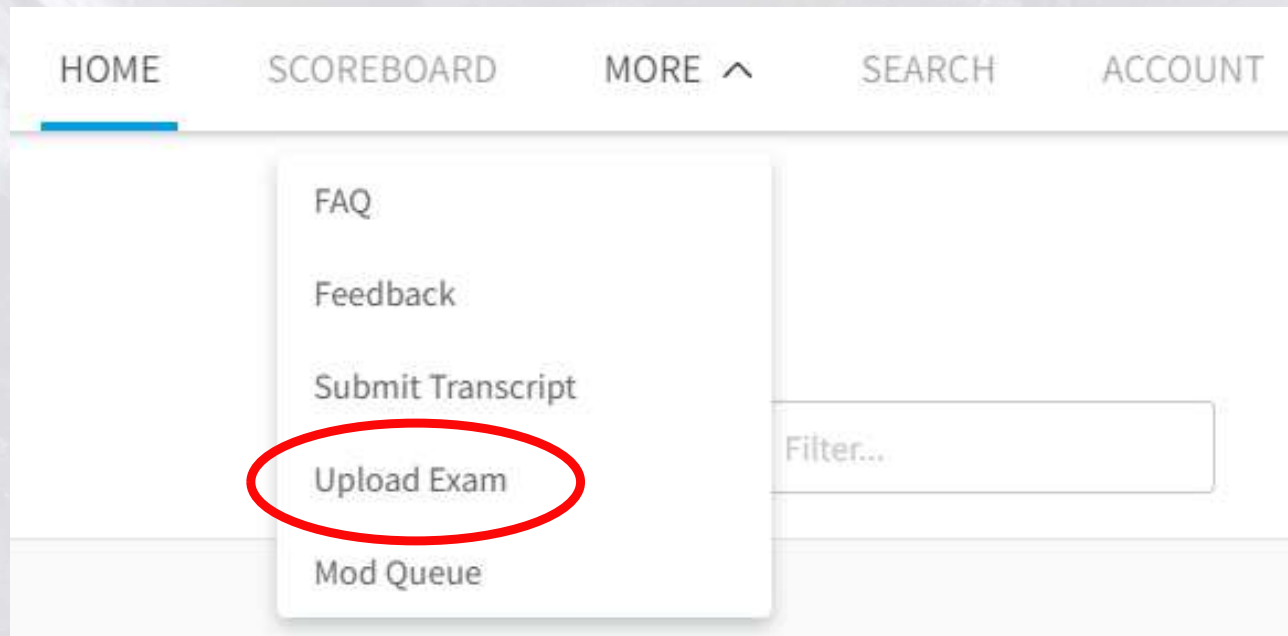 HOME SCOREBOARD MORE SEARCH ACCOUNT
FAQ
Feedback
Submit Transcript
Filter...
Upload Exam
Mod Queue